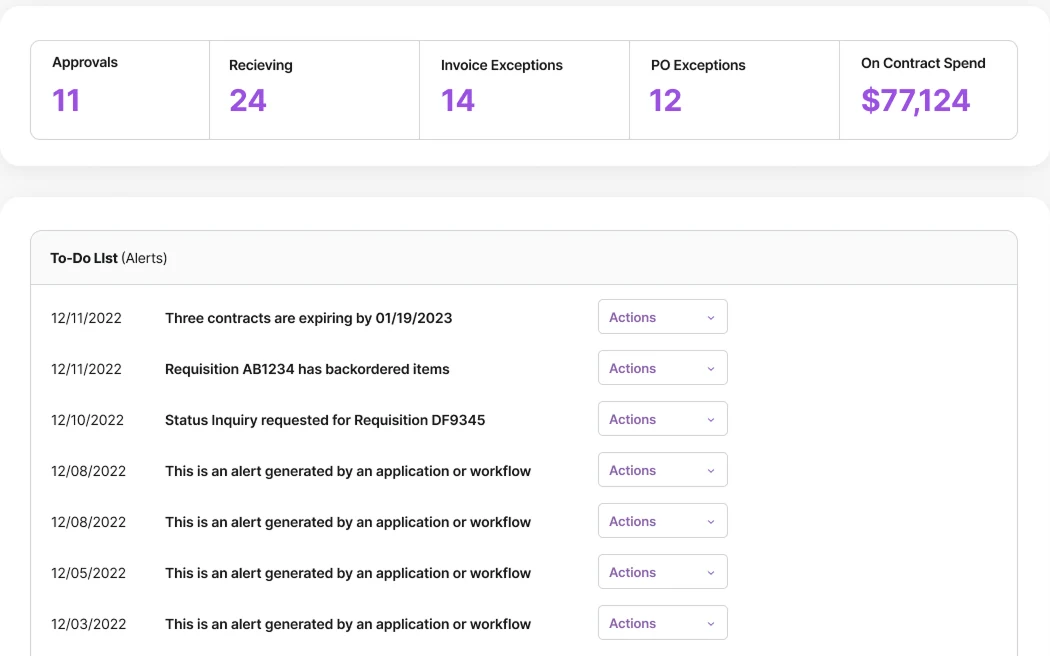 Approvals
11
Recieving
24
Invoice Exceptions
14
PO Exceptions
12
On Contract Spend
$77,124
To-Do LIst (Alerts)
12/11/2022 Three contracts are expiring by 01/19/2023 Actions
12/11/2022 Requisition AB1234 has backordered items Actions
12/10/2022 Status Inquiry requested for Requisition DF9345 Actions
12/08/2022 This is an alert generated by an application or workflow Actions
12/08/2022 This is an alert generated by an application or workflow Actions
12/05/2022 This is an alert generated by an application or workflow Actions
12/03/2022 This is an alert generated by an application or workflow Actions